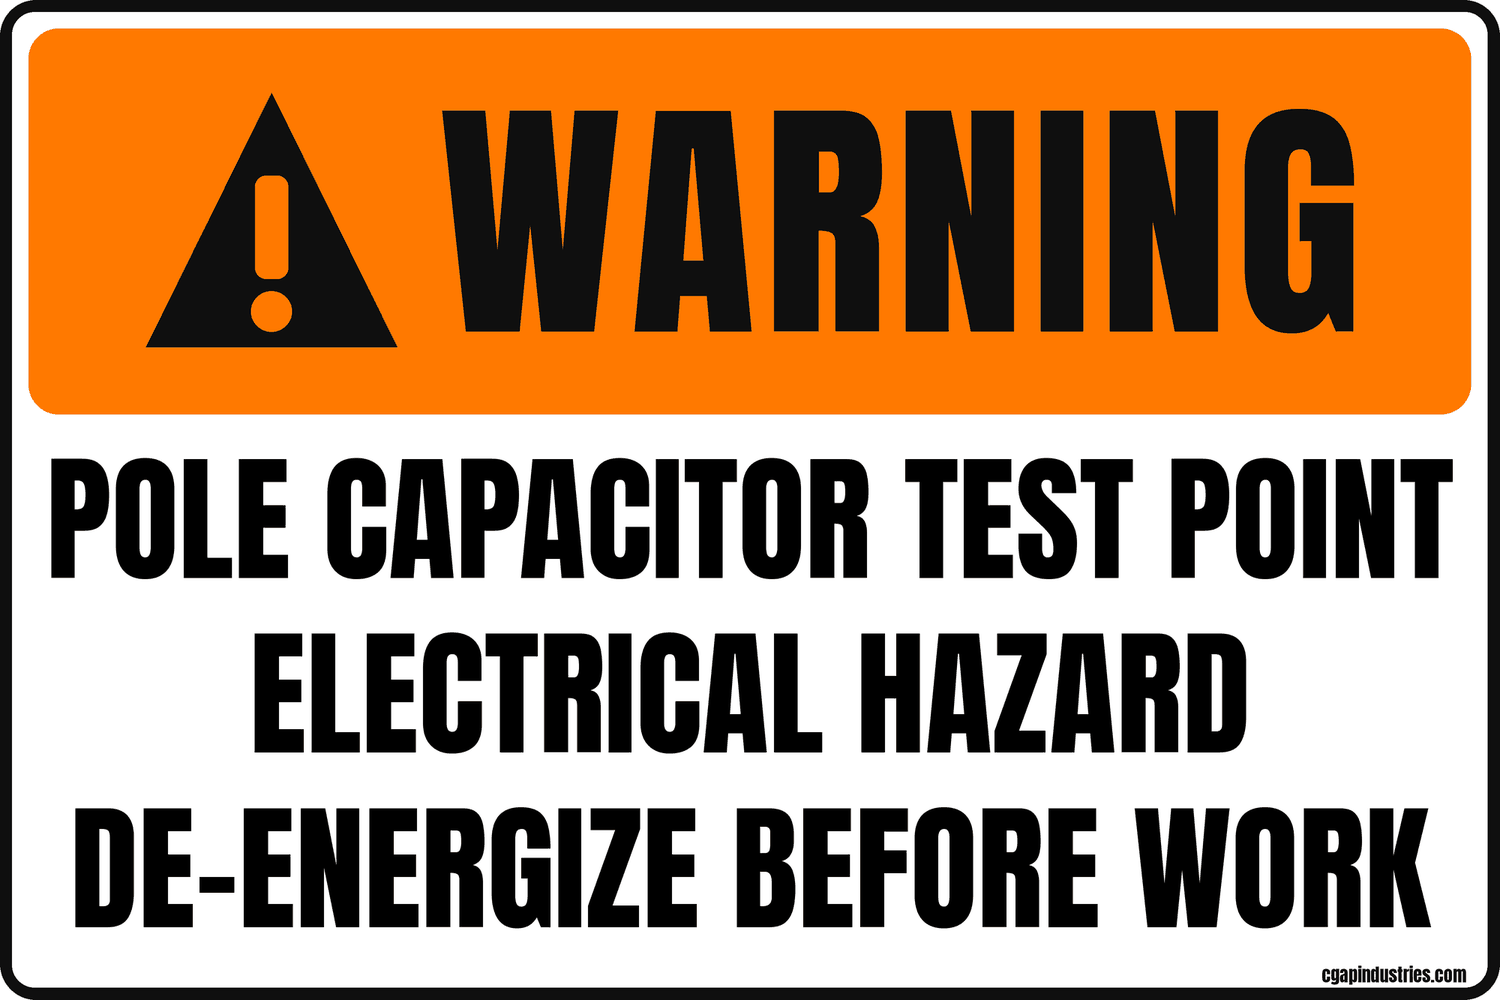 WARNING
POLE CAPACITOR TEST POINT
ELECTRICAL HAZARD
DE-ENERGIZE BEFORE WORK
cgapindustries.com